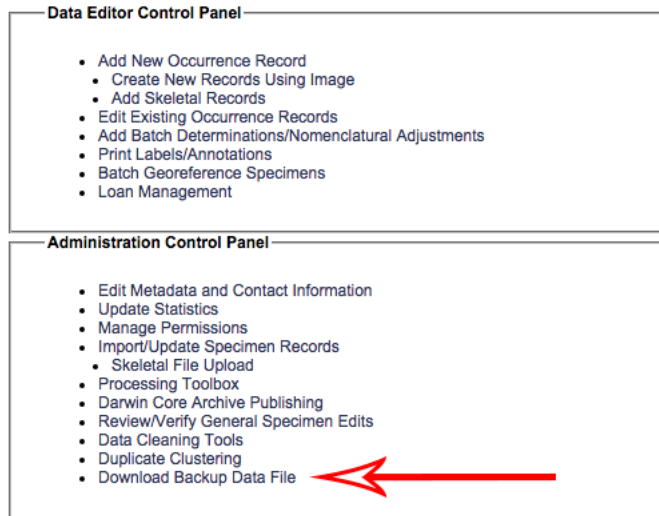 Data Editor Control Panel
Add New Occurrence Record
Create New Records Using Image
Add Skeletal Records
Edit Existing Occurrence Records
Add Batch Determinations/Nomenclatural Adjustments
Print Labels/Annotations
Batch Georeference Specimens
Loan Management
Administration Control Panel
Edit Metadata and Contact Information
Update Statistics
Manage Permissions
Import/Update Specimen Records
Skeletal File Upload
Processing Toolbox
Darwin Core Archive Publishing
Review/Verify General Specimen Edits
Data Cleaning Tools
Duplicate Clustering
Download Backup Data File